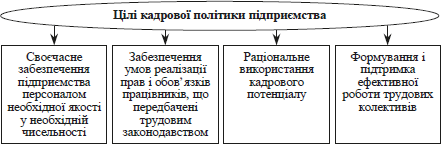 Цілі кадрової політики підприємства
Своєчасне
забезпечення
підприємства
персоналом
необхідної якості
у необхідній
чисельності
Забезпечення
умов реалізації
прав і обов'язків
працівників, що
передбачені
трудовим
законодавством
Раціональне
використання
кадрового
потенціалу
Формування і
підтримка
ефективної
роботи трудових
колективів